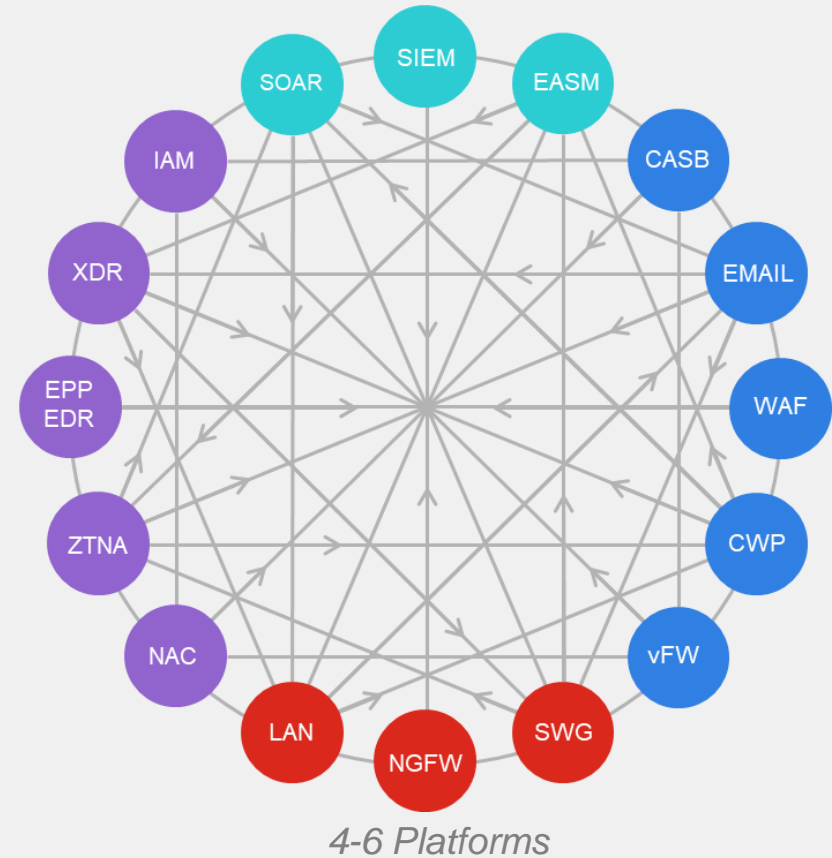 SIEM
SOAR
EASM
IAM
CASB
XDR
EMAIL
EPP
EDR
WAF
ZTNA
CWP
NAC
vFW
LAN
SWG
NGFW
4-6 Platforms